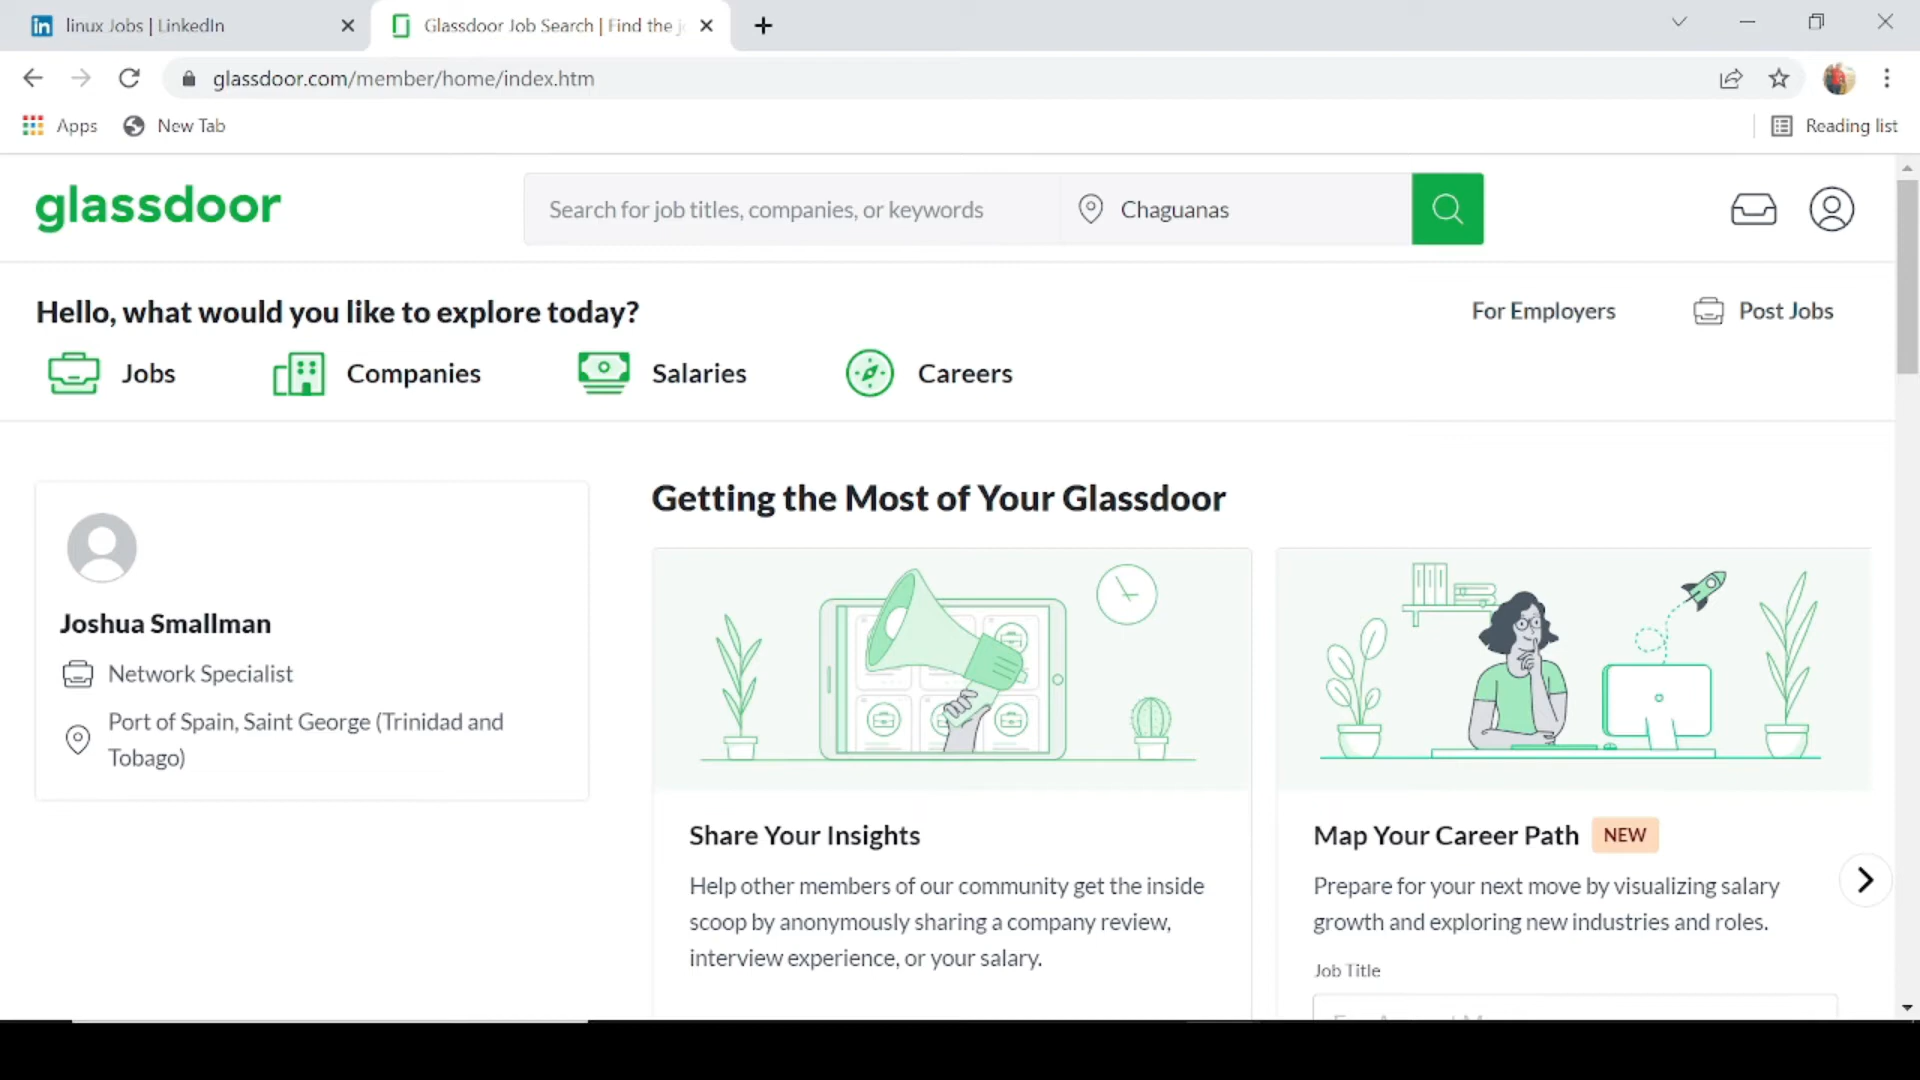 linux Jobs | LinkedIn
Glassdoor Job Search | Find the
glassdoor.com/member/home/index.htm
Apps
New Tab
Reading list
glassdoor
Search for job titles, companies, or keywords
Chaguanas
Hello, what would you like to explore today?
For Employers
Post Jobs
Jobs
Companies
Salaries
Careers
Joshua Smallman
Network Specialist
Port of Spain, Saint George (Trinidad and
Tobago)
Getting the Most of Your Glassdoor
Share Your Insights
Help other members of our community get the inside
scoop by anonymously sharing a company review,
interview experience, or your salary.
Map Your Career Path NEW
Prepare for your next move by visualizing salary
growth and exploring new industries and roles.
Job Title